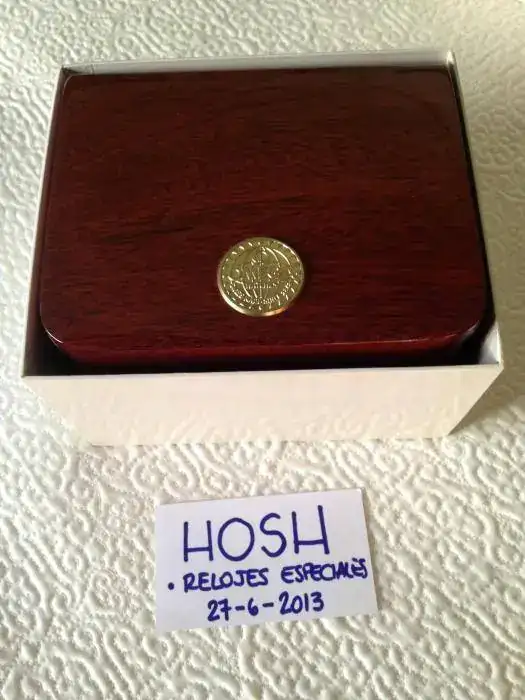 HOSH
• RELOJES ESPECIALES
27-6-2013